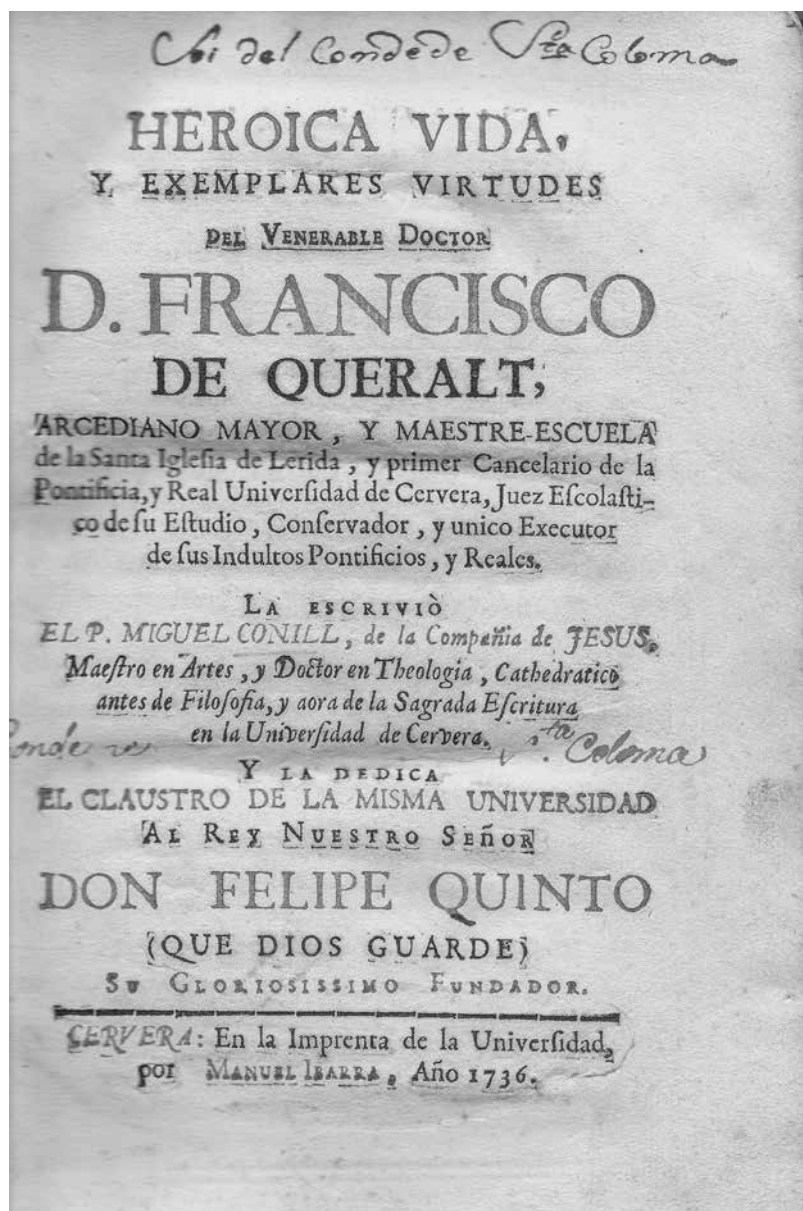 del Conde de Sta Coloma
HEROICA VIDA,
Y EXEMPLARES VIRTUDES
DEL VENERABLE DOCTOR
D. FRANCISCO
DE QUERALT,
ARCEDIANO MAYOR, Y MAESTRE-ESCUELA
de la Santa Igleſia de Lerida, y primer Cancelario de la
Pontificia, y Real Univerſidad de Cervera, Juez Eſcolaſti-
co de ſu Eſtudio, Conſervador, y unico Executor
de ſus Indultos Pontificios, y Reales.
LA ESCRIVIÒ
EL P. MIGUEL CONILL, de la Compañia de JESUS,
Maeſtro en Artes, y Doctor en Theologia, Cathedratico
antes de Filoſofia, y aora de la Sagrada Eſcritura
en la Univerſidad de Cervera.
Conde de Sta. Coloma
Y LA DEDICA
EL CLAUSTRO DE LA MISMA UNIVERSIDAD
AL REY NUESTRO SEñOR
DON FELIPE QUINTO
(QUE DIOS GUARDE)
SU GLORIOSISSIMO FUNDADOR.
CERVERA: En la Imprenta de la Univerſidad,
por MANUEL IBARRA, Año 1736.